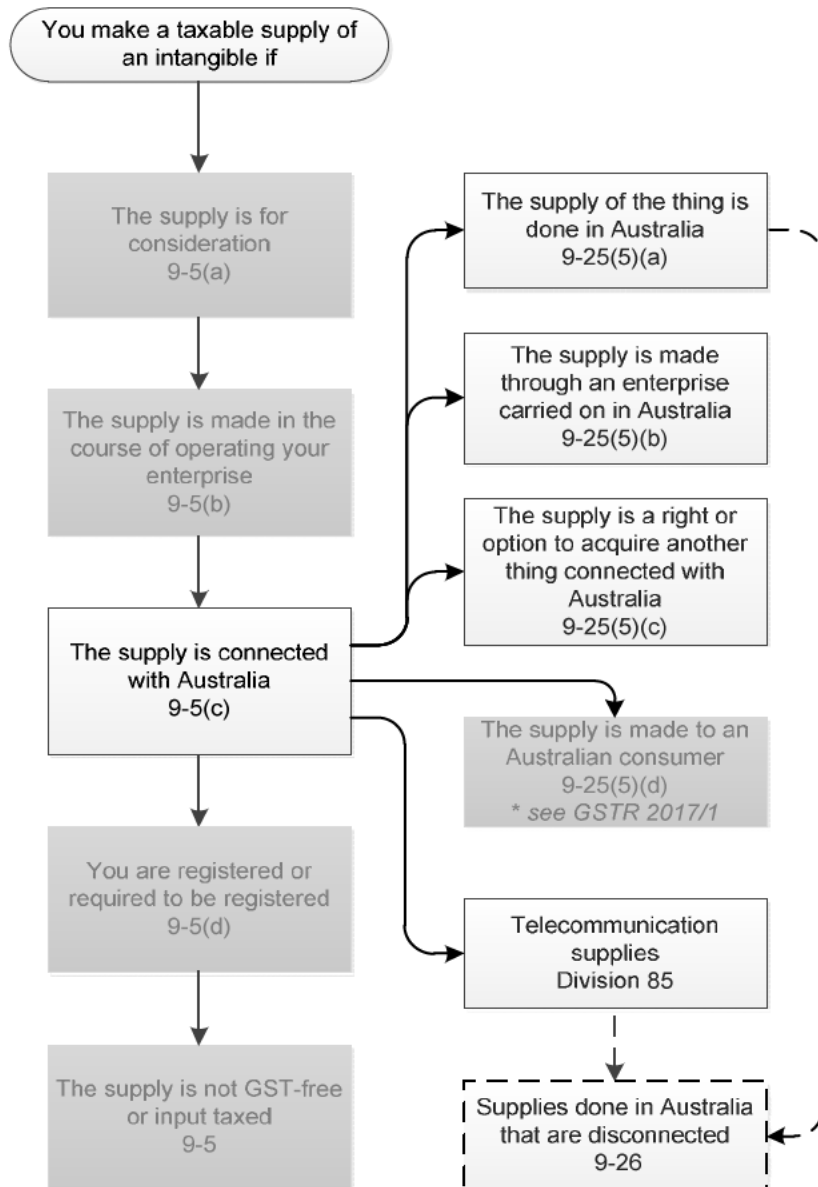 You make a taxable supply of
an intangible if
The supply is for
consideration
9-5(a)
The supply is made in the
course of operating your
enterprise
9-5(b)
The supply is connected
with Australia
9-5(c)
You are registered or
required to be registered
9-5(d)
The supply is not GST-free
or input taxed
9-5
The supply of the thing is
done in Australia
9-25(5)(a)
The supply is made
through an enterprise
carried on in Australia
9-25(5)(b)
The supply is a right or
option to acquire another
thing connected with
Australia
9-25(5)(c)
The supply is made to an
Australian consumer
9-25(5)(d)
* see GSTR 2017/1
Telecommunication
supplies
Division 85
Supplies done in Australia
that are disconnected
9-26